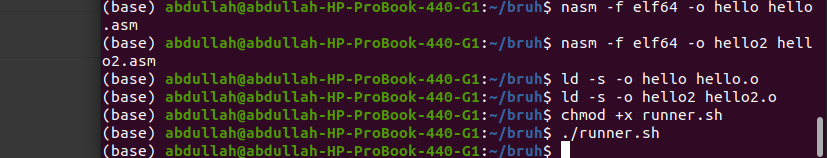 (base) abdullah@abdullah-HP-ProBook-440-G1:~/bruh$ nasm -f elf64 -o hello hello
.asm
(base) abdullah@abdullah-HP-ProBook-440-G1:~/bruh$ nasm -f elf64 -o hello2 hell
o2.asm
(base) abdullah@abdullah-HP-ProBook-440-G1:~/bruh$ ld -s -o hello hello.o
(base) abdullah@abdullah-HP-ProBook-440-G1:~/bruh$ ld -s -o hello2 hello2.o
(base) abdullah@abdullah-HP-ProBook-440-G1:~/bruh$ chmod +x runner.sh
(base) abdullah@abdullah-HP-ProBook-440-G1:~/bruh$ ./runner.sh
(base) abdullah@abdullah-HP-ProBook-440-G1:~/bruh$